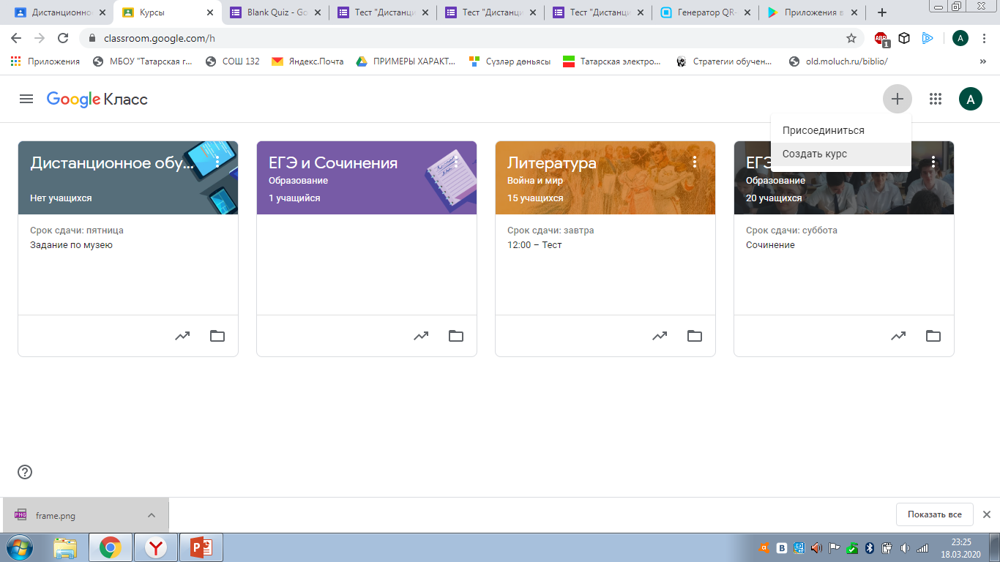 Дистанционно
Курсы
Blank Quiz - Go
Тест "Дистанци
Тест "Дистанци
Тест "Дистанци
Генератор QR-
Приложения в
classroom.google.com/h
ABP
1
A
Приложения
МБОУ "Татарская г...
СОШ 132
Яндекс.Почта
ПРИМЕРЫ ХАРАКТ...
Сүзләр дөньясы
Татарская электро...
Стратегии обучен...
old.moluch.ru/biblio/
»
Google Класс
A
Присоединиться
Создать курс
Дистанционное обу...
Нет учащихся
Срок сдачи: пятница
Задание по музею
ЕГЭ и Сочинения
Образование
1 учащийся
Литература
Война и мир
15 учащихся
Срок сдачи: завтра
12:00 – Тест
ЕГЭ
Образование
20 учащихся
Срок сдачи: суббота
Сочинение
PNG
frame.png
Показать все
23:25
18.03.2020